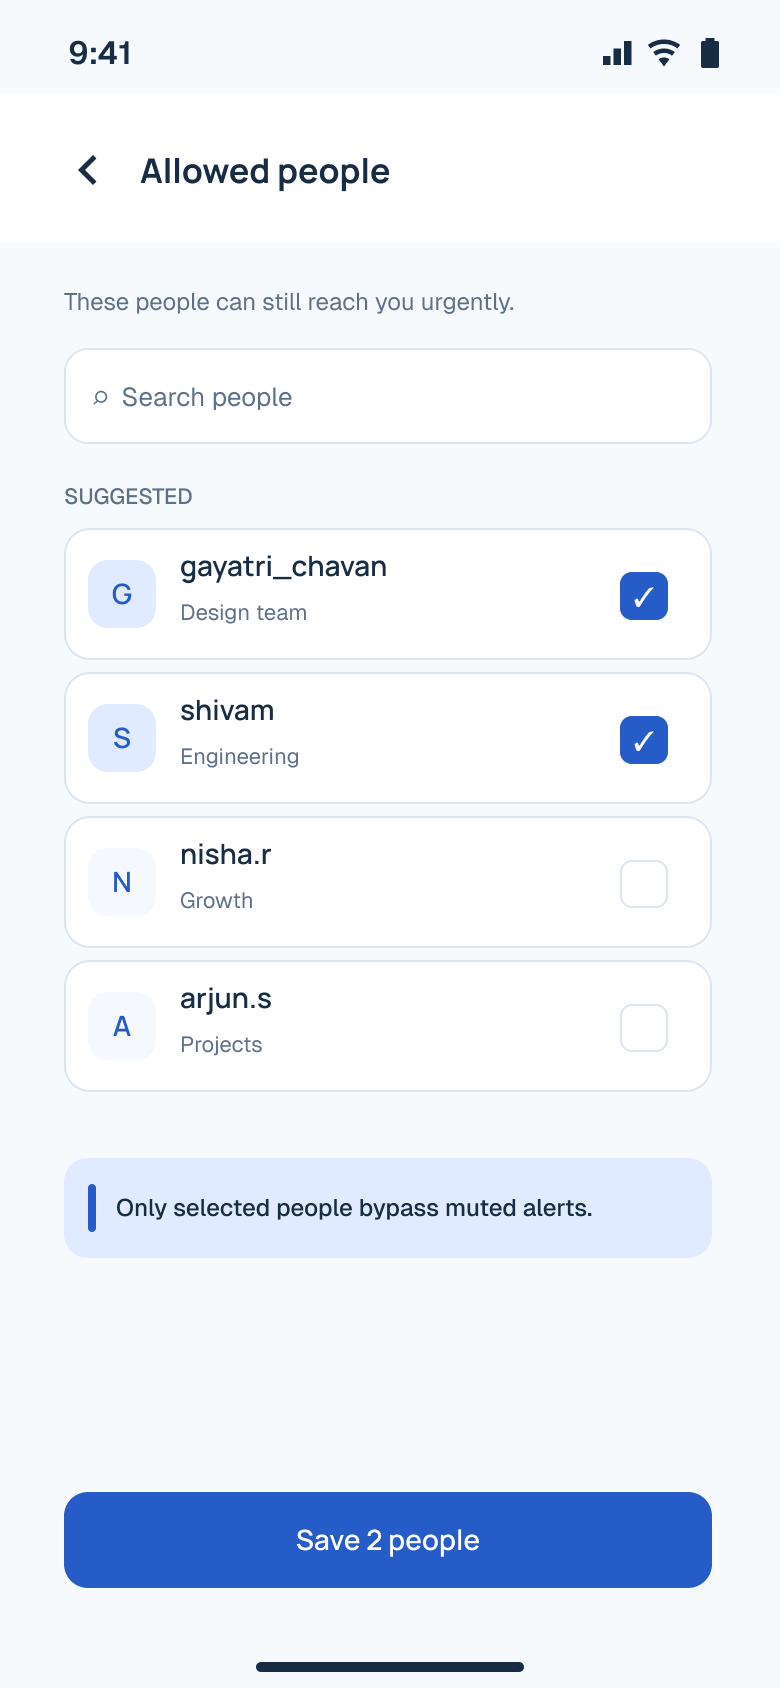 9:41
Allowed people
These people can still reach you urgently.
Search people
SUGGESTED
G
gayatri_chavan
Design team
✓
S
shivam
Engineering
✓
N
nisha.r
Growth
A
arjun.s
Projects
Only selected people bypass muted alerts.
Save 2 people